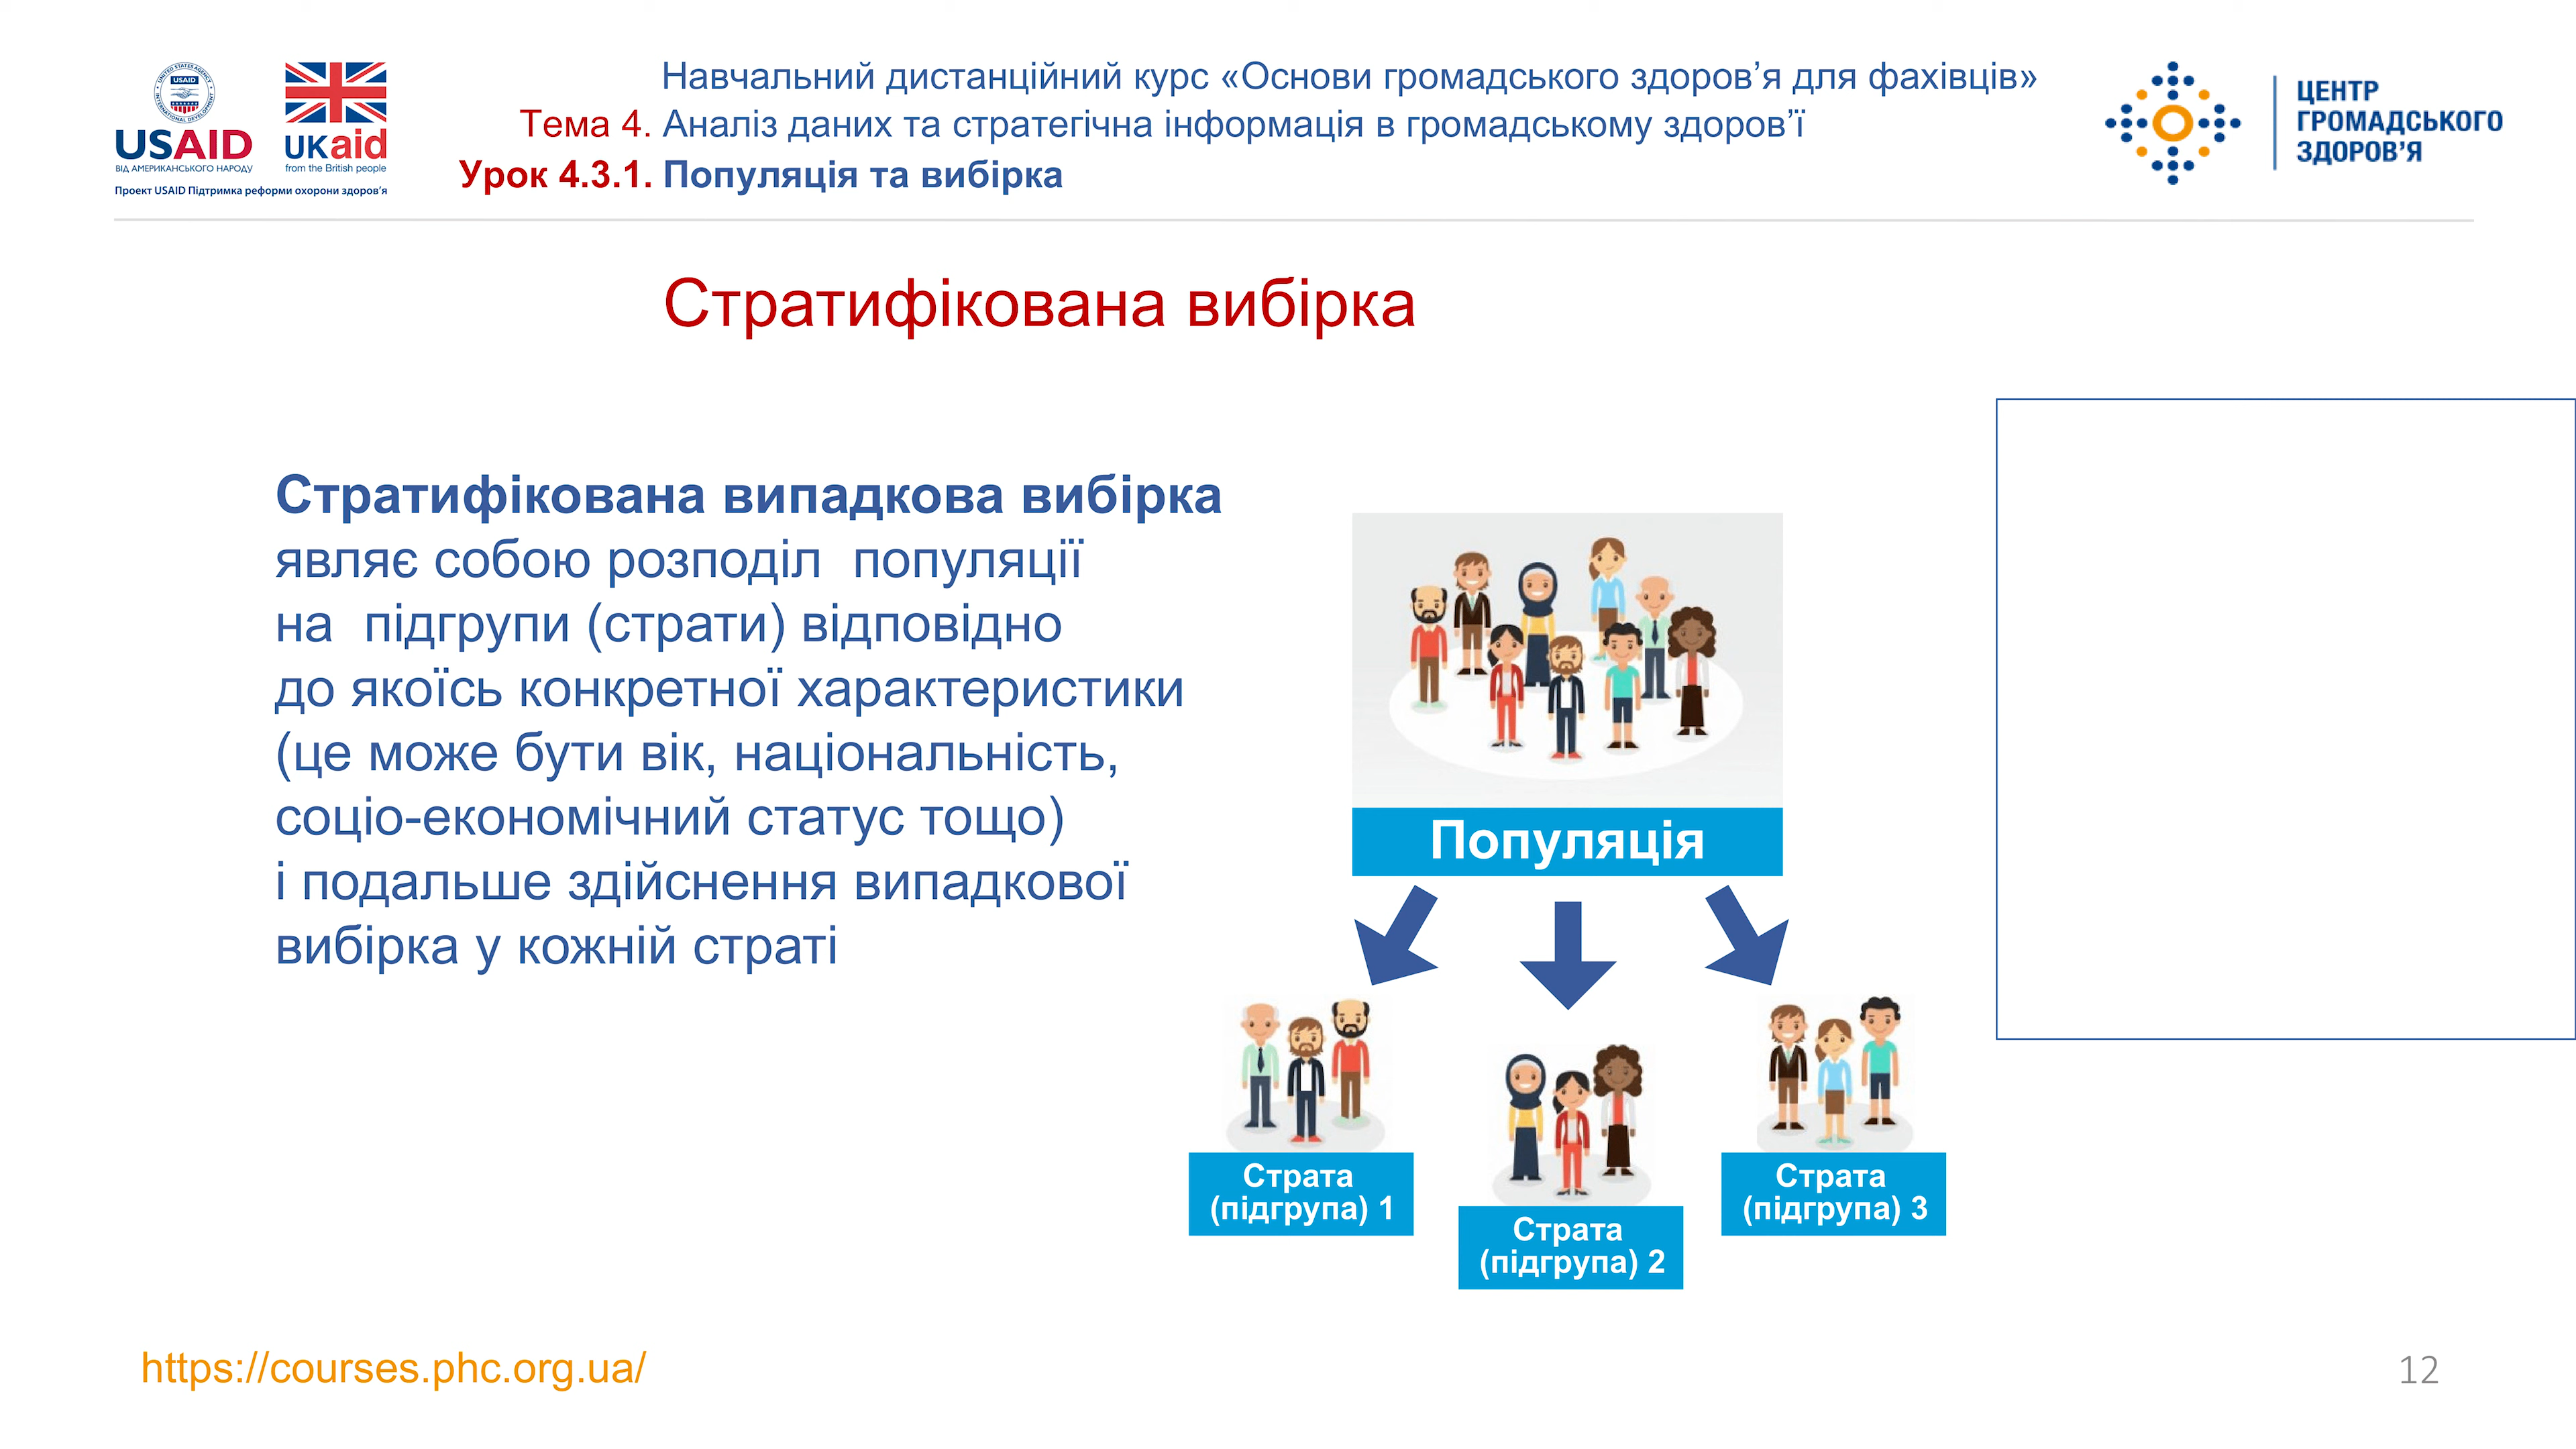 USAID
ВІД АМЕРИКАНСЬКОГО НАРОДУ
UKaid
from the British people
Проект USAID Підтримка реформи охорони здоров'я
Навчальний дистанційний курс «Основи громадського здоров’я для фахівців»
Тема 4. Аналіз даних та стратегічна інформація в громадському здоров’ї
Урок 4.3.1. Популяція та вибірка
ЦЕНТР
ГРОМАДСЬКОГО
ЗДОРОВ’Я
Стратифікована вибірка
Стратифікована випадкова вибірка
являє собою розподіл популяції
на підгрупи (страти) відповідно
до якоїсь конкретної характеристики
(це може бути вік, національність,
соціо-економічний статус тощо)
і подальше здійснення випадкової
вибірка у кожній страті
Популяція
Страта
(підгрупа) 1
Страта
(підгрупа) 2
Страта
(підгрупа) 3
https://courses.phc.org.ua/
12